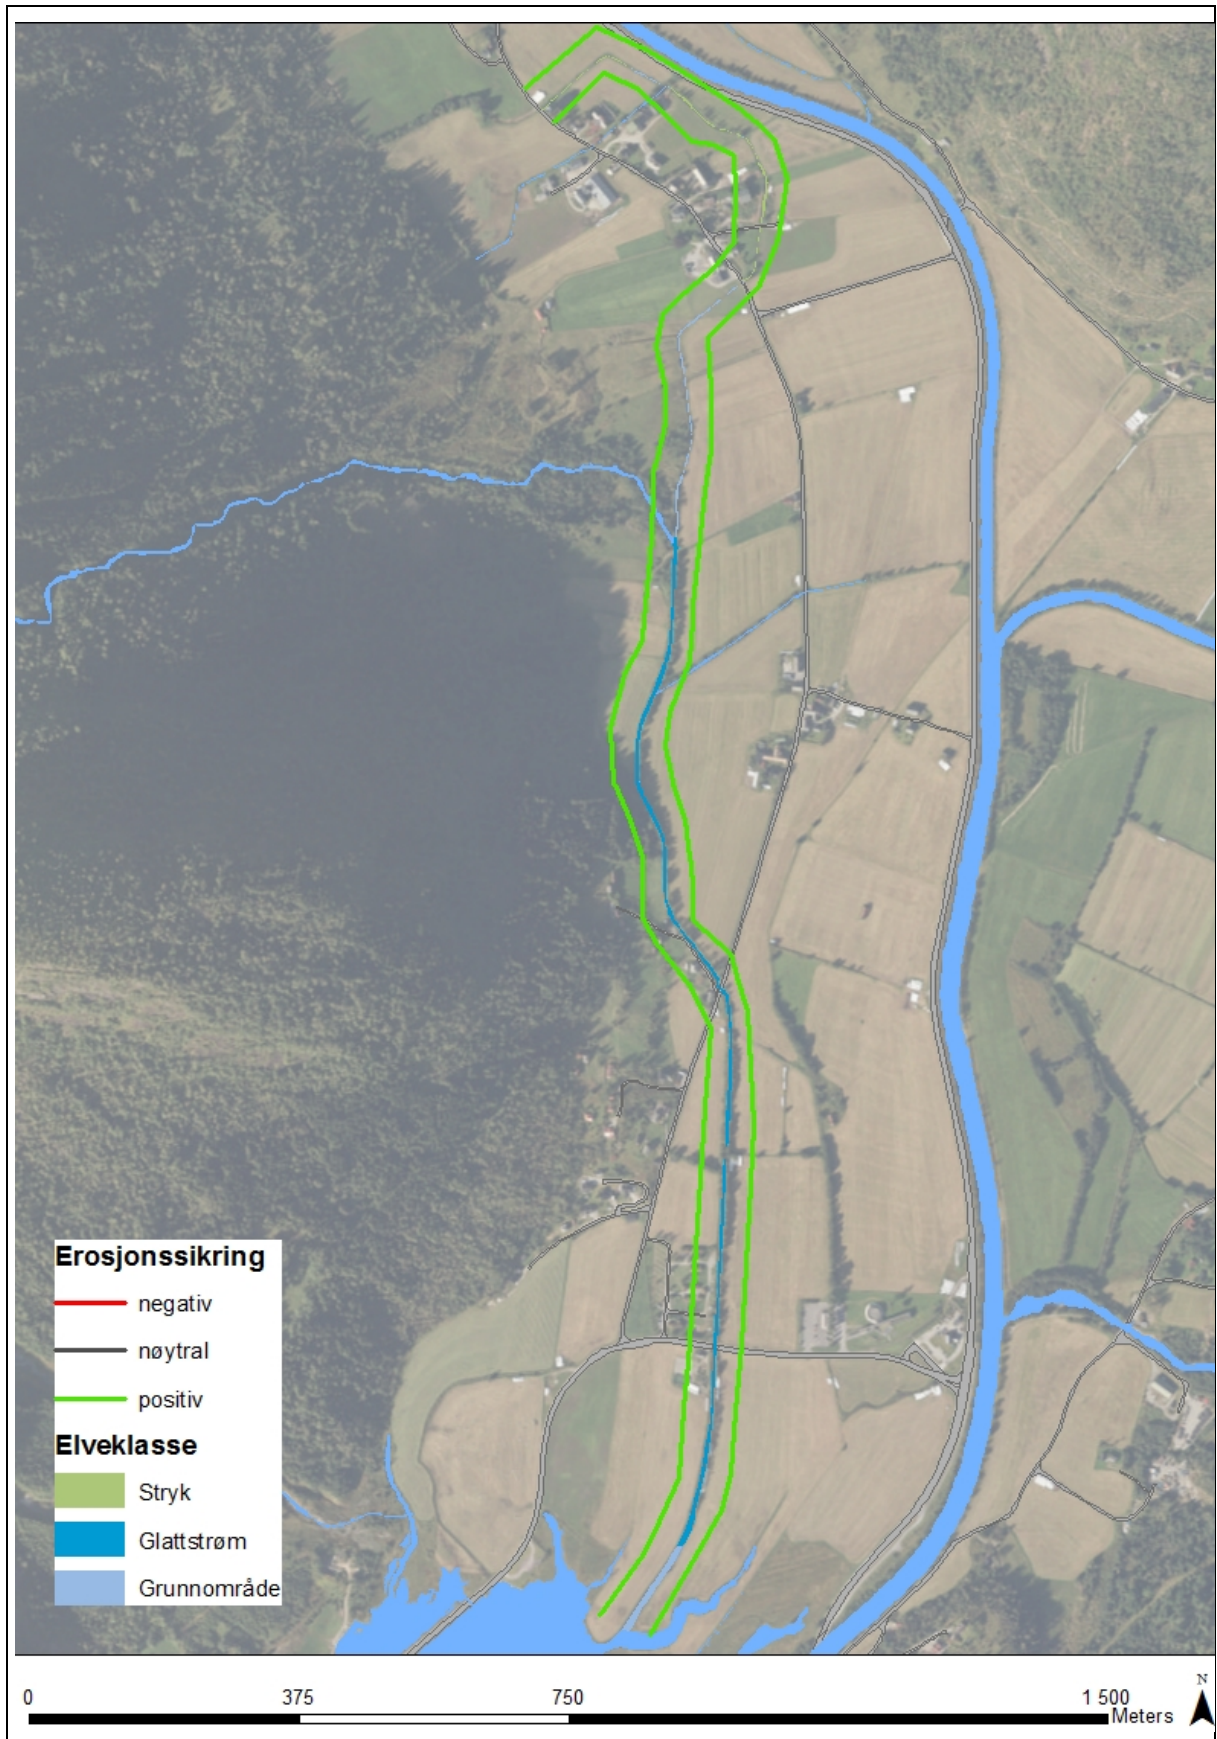 Erosjonssikring
negativ
nøytral
positiv
Elveklasse
Stryk
Glattstrøm
Grunnområde
0 375 750 1 500
Meters
N